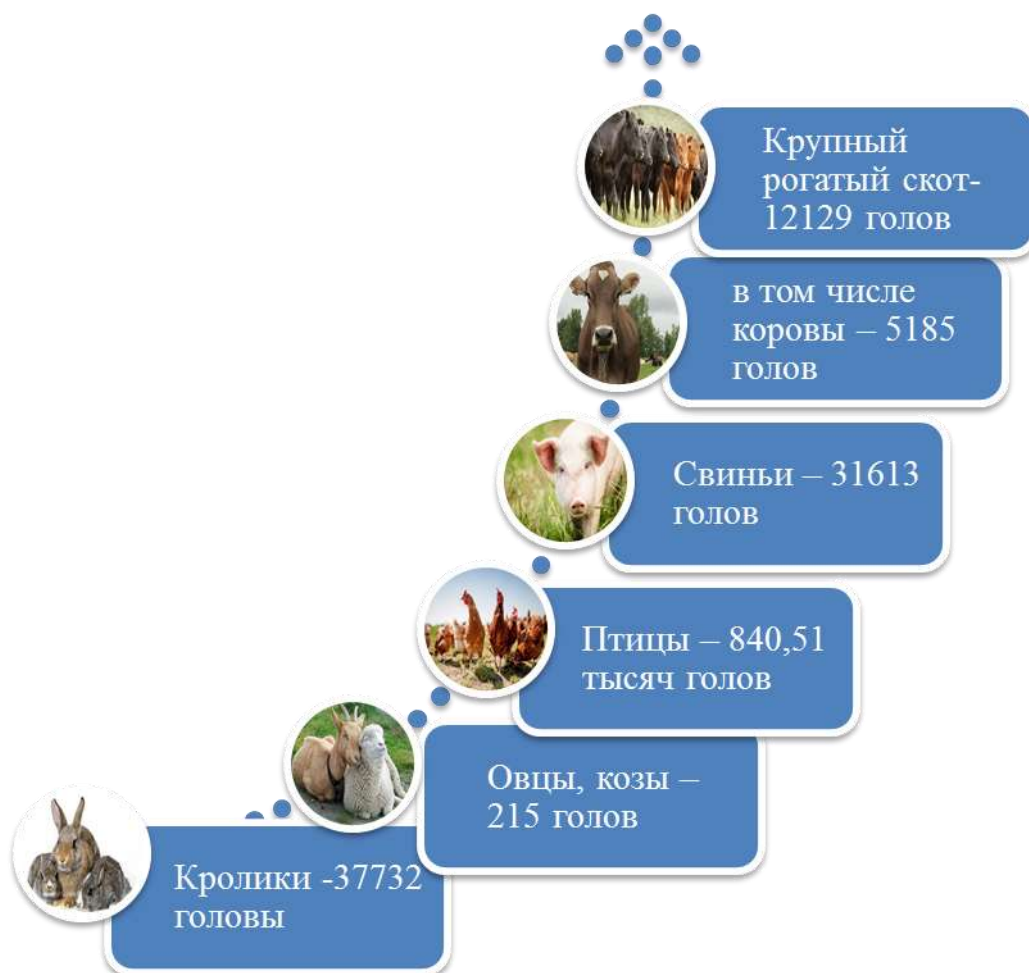 Крупный
рогатый скот-
12129 голов
в том числе
коровы – 5185
голов
Свиньи – 31613
голов
Птицы – 840,51
тысяч голов
Овцы, козы –
215 голов
Кролики -37732
головы